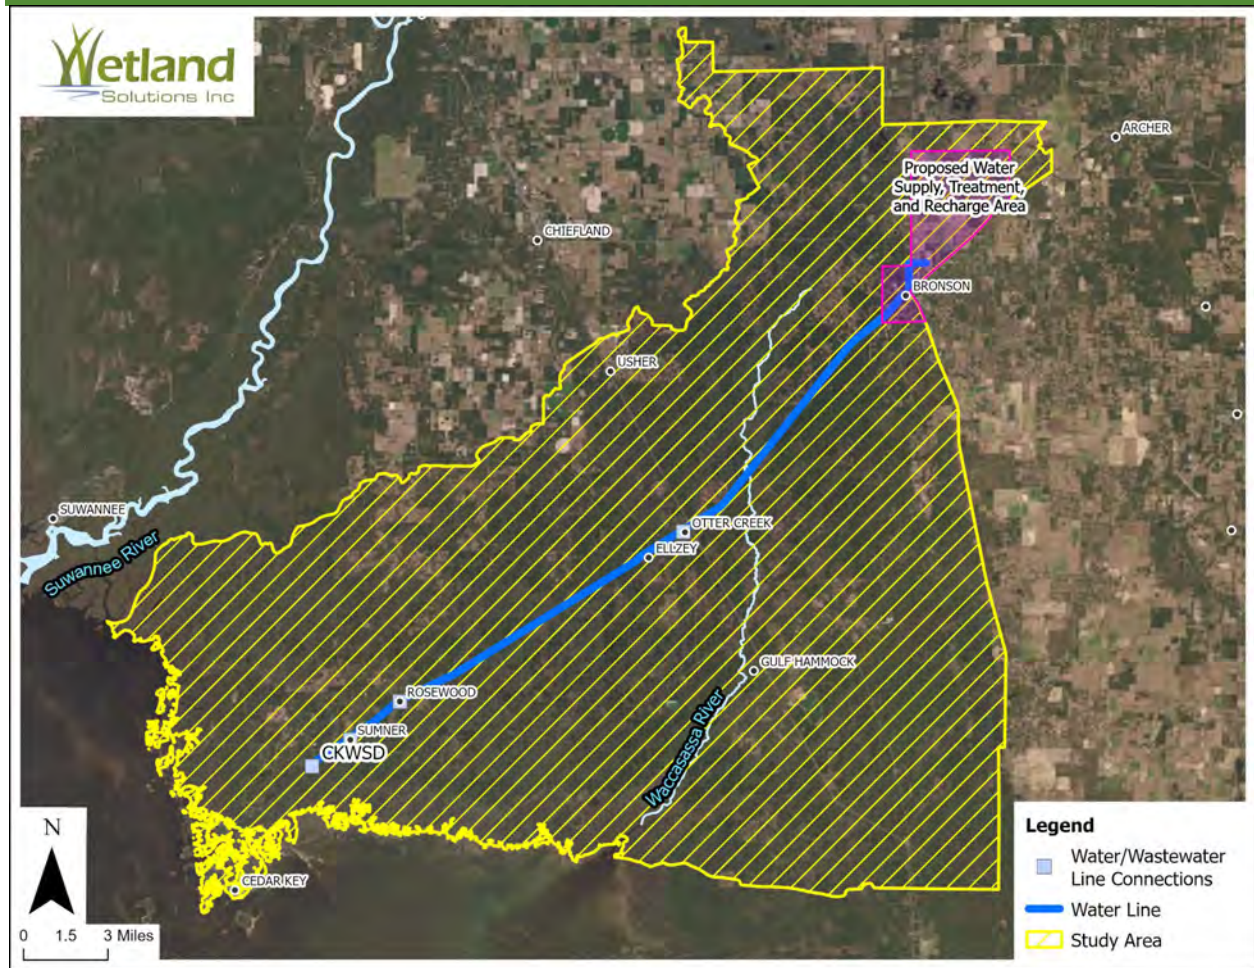 Wetland
Solutions Inc
ARCHER
Proposed Water
Supply, Treatment,
and Recharge Area
CHIEFLAND
BRONSON
USHER
SUWANNEE
Suwannee River
OTTER CREEK
ELLZEY
GULF HAMMOCK
Waccasassa River
ROSEWOOD
SUMNER
CKWSD
CEDAR KEY
N
0 1.5 3 Miles
Legend
Water/Wastewater
Line Connections
Water Line
Study Area